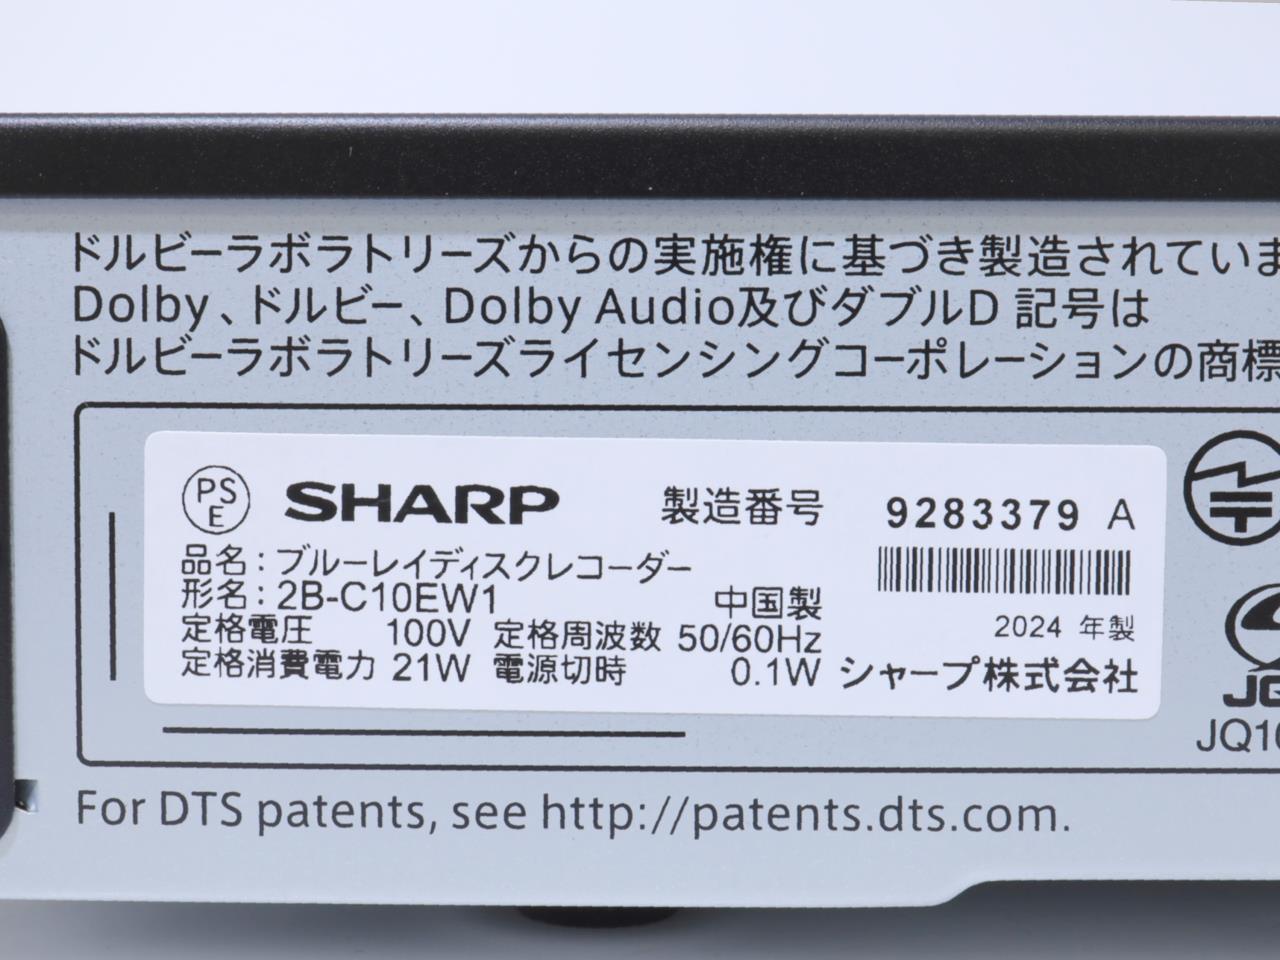 ドルビーラボラトリーズからの実施権に基づき製造されていま
Dolby、ドルビー、Dolby Audio及びダブルD 記号は
ドルビーラボラトリーズライセンシングコーポレーションの商標
PS
E
SHARP 製造番号 9283379 A
品名：ブルーレイディスクレコーダー
形名：2B-C10EW1 中国製
定格電圧 100V 定格周波数 50/60Hz 2024 年製
定格消費電力 21W 電源切時 0.1W シャープ株式会社
JQ10
For DTS patents, see http://patents.dts.com.